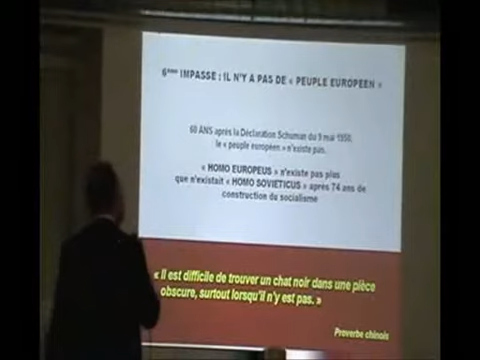 6ème IMPASSE : IL N'Y A PAS DE « PEUPLE EUROPEEN »
60 ANS après la Déclaration Schuman du 9 mai 1950,
le « peuple européen » n'existe pas.
« HOMO EUROPEUS » n'existe pas plus
que n'existait « HOMO SOVIETICUS » après 74 ans de
construction du socialisme
« Il est difficile de trouver un chat noir dans une pièce
obscure, surtout lorsqu'il n'y est pas. »
Proverbe chinois